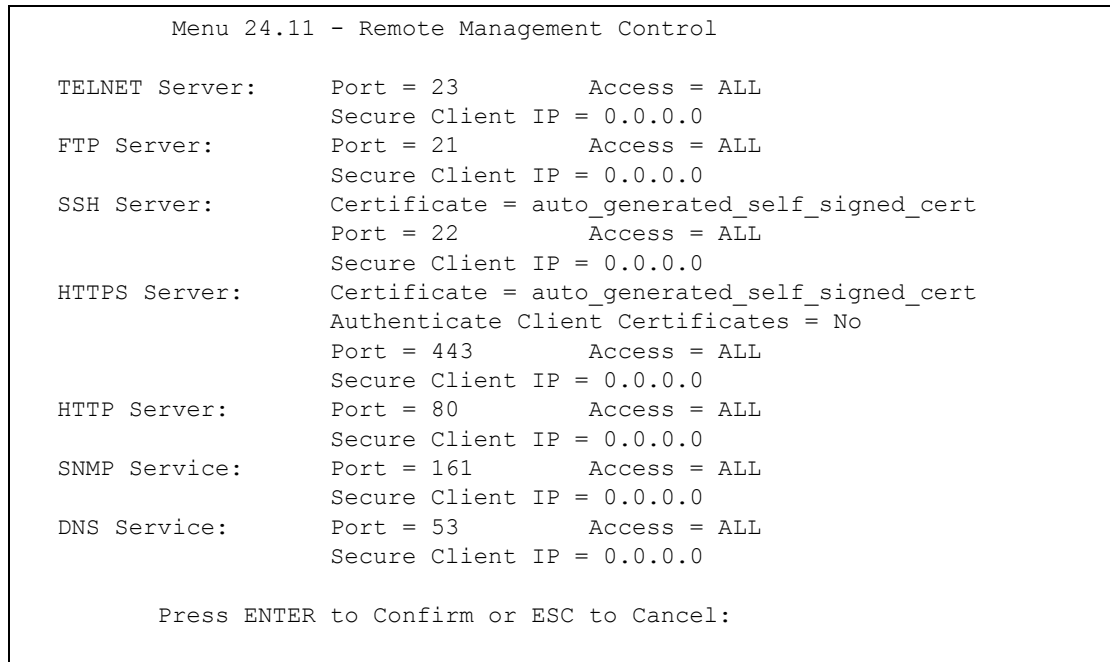 Menu 24.11 - Remote Management Control
TELNET Server: Port = 23 Access = ALL
Secure Client IP = 0.0.0.0
FTP Server: Port = 21 Access = ALL
Secure Client IP = 0.0.0.0
SSH Server: Certificate = auto_generated_self_signed_cert
Port = 22 Access = ALL
Secure Client IP = 0.0.0.0
HTTPS Server: Certificate = auto_generated_self_signed_cert
Authenticate Client Certificates = No
Port = 443 Access = ALL
Secure Client IP = 0.0.0.0
HTTP Server: Port = 80 Access = ALL
Secure Client IP = 0.0.0.0
SNMP Service: Port = 161 Access = ALL
Secure Client IP = 0.0.0.0
DNS Service: Port = 53 Access = ALL
Secure Client IP = 0.0.0.0
Press ENTER to Confirm or ESC to Cancel: